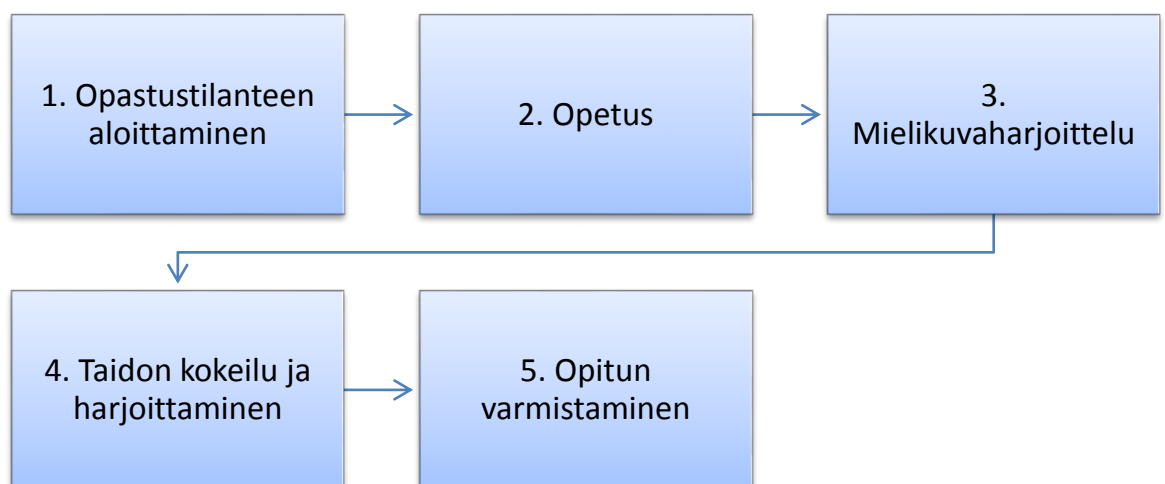 1. Opastustilanteen
aloittaminen
2. Opetus
3.
Mielikuvaharjoittelu
4. Taidon kokeilu ja
harjoittaminen
5. Opitun
varmistaminen